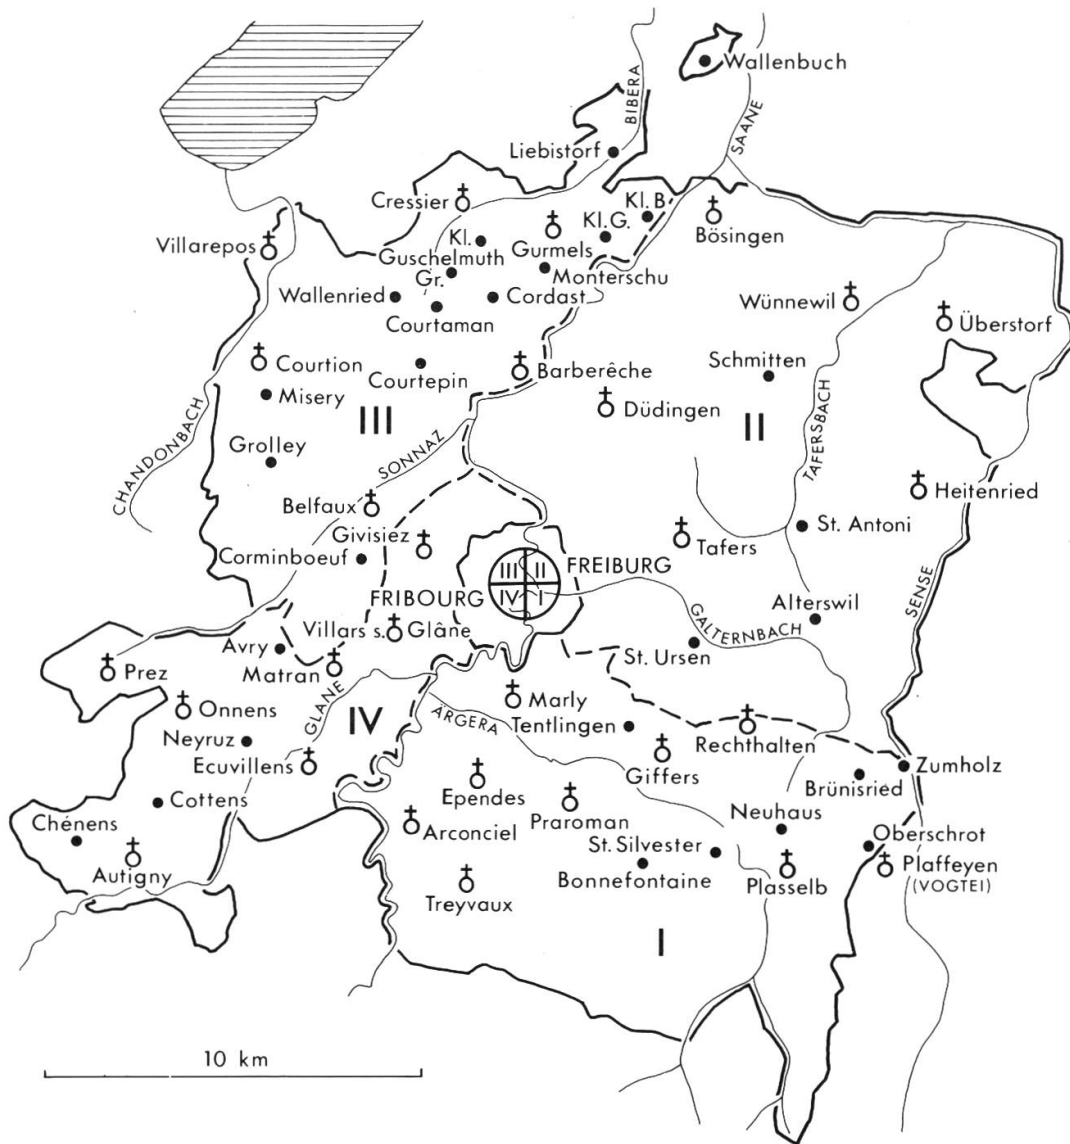 Wallenbuch
BIBERA
SAANE
Liebistorf
Cressier
Kl. B.
Kl. G.
Bösingen
Villarepos
Kl.
Guschelmuth
Gr.
Gurmels
Monterschu
Wallenried
Cordast
Courtaman
Wünnewil
Überstorf
Courtion
Courtepin
Barberêche
Schmitten
Misery
Düdingen
III
II
CHANDONBACH
Grolley
SONNAZ
TAFERSBACH
Heitenried
Belfaux
Givisiez
St. Antoni
Corminboeuf
Tafers
III II
IV I
FREIBURG
FRIBOURG
SENSE
Alterswil
Villars s. Glâne
GALTERNBACH
Avry
St. Ursen
Prez
Matran
GLANE
ÄRGERA
Marly
Onnens
IV
Tentlingen
Rechthalten
Neyruz
Giffers
Zumholz
Ecuvillens
Ependes
Brünisried
Cottens
Praroman
Neuhaus
Chénens
Arconciel
St. Silvester
Oberschrot
Autigny
Bonnefontaine
Plasselb
Plaffeyen
(VOGTEI)
Treyvaux
I
10 km